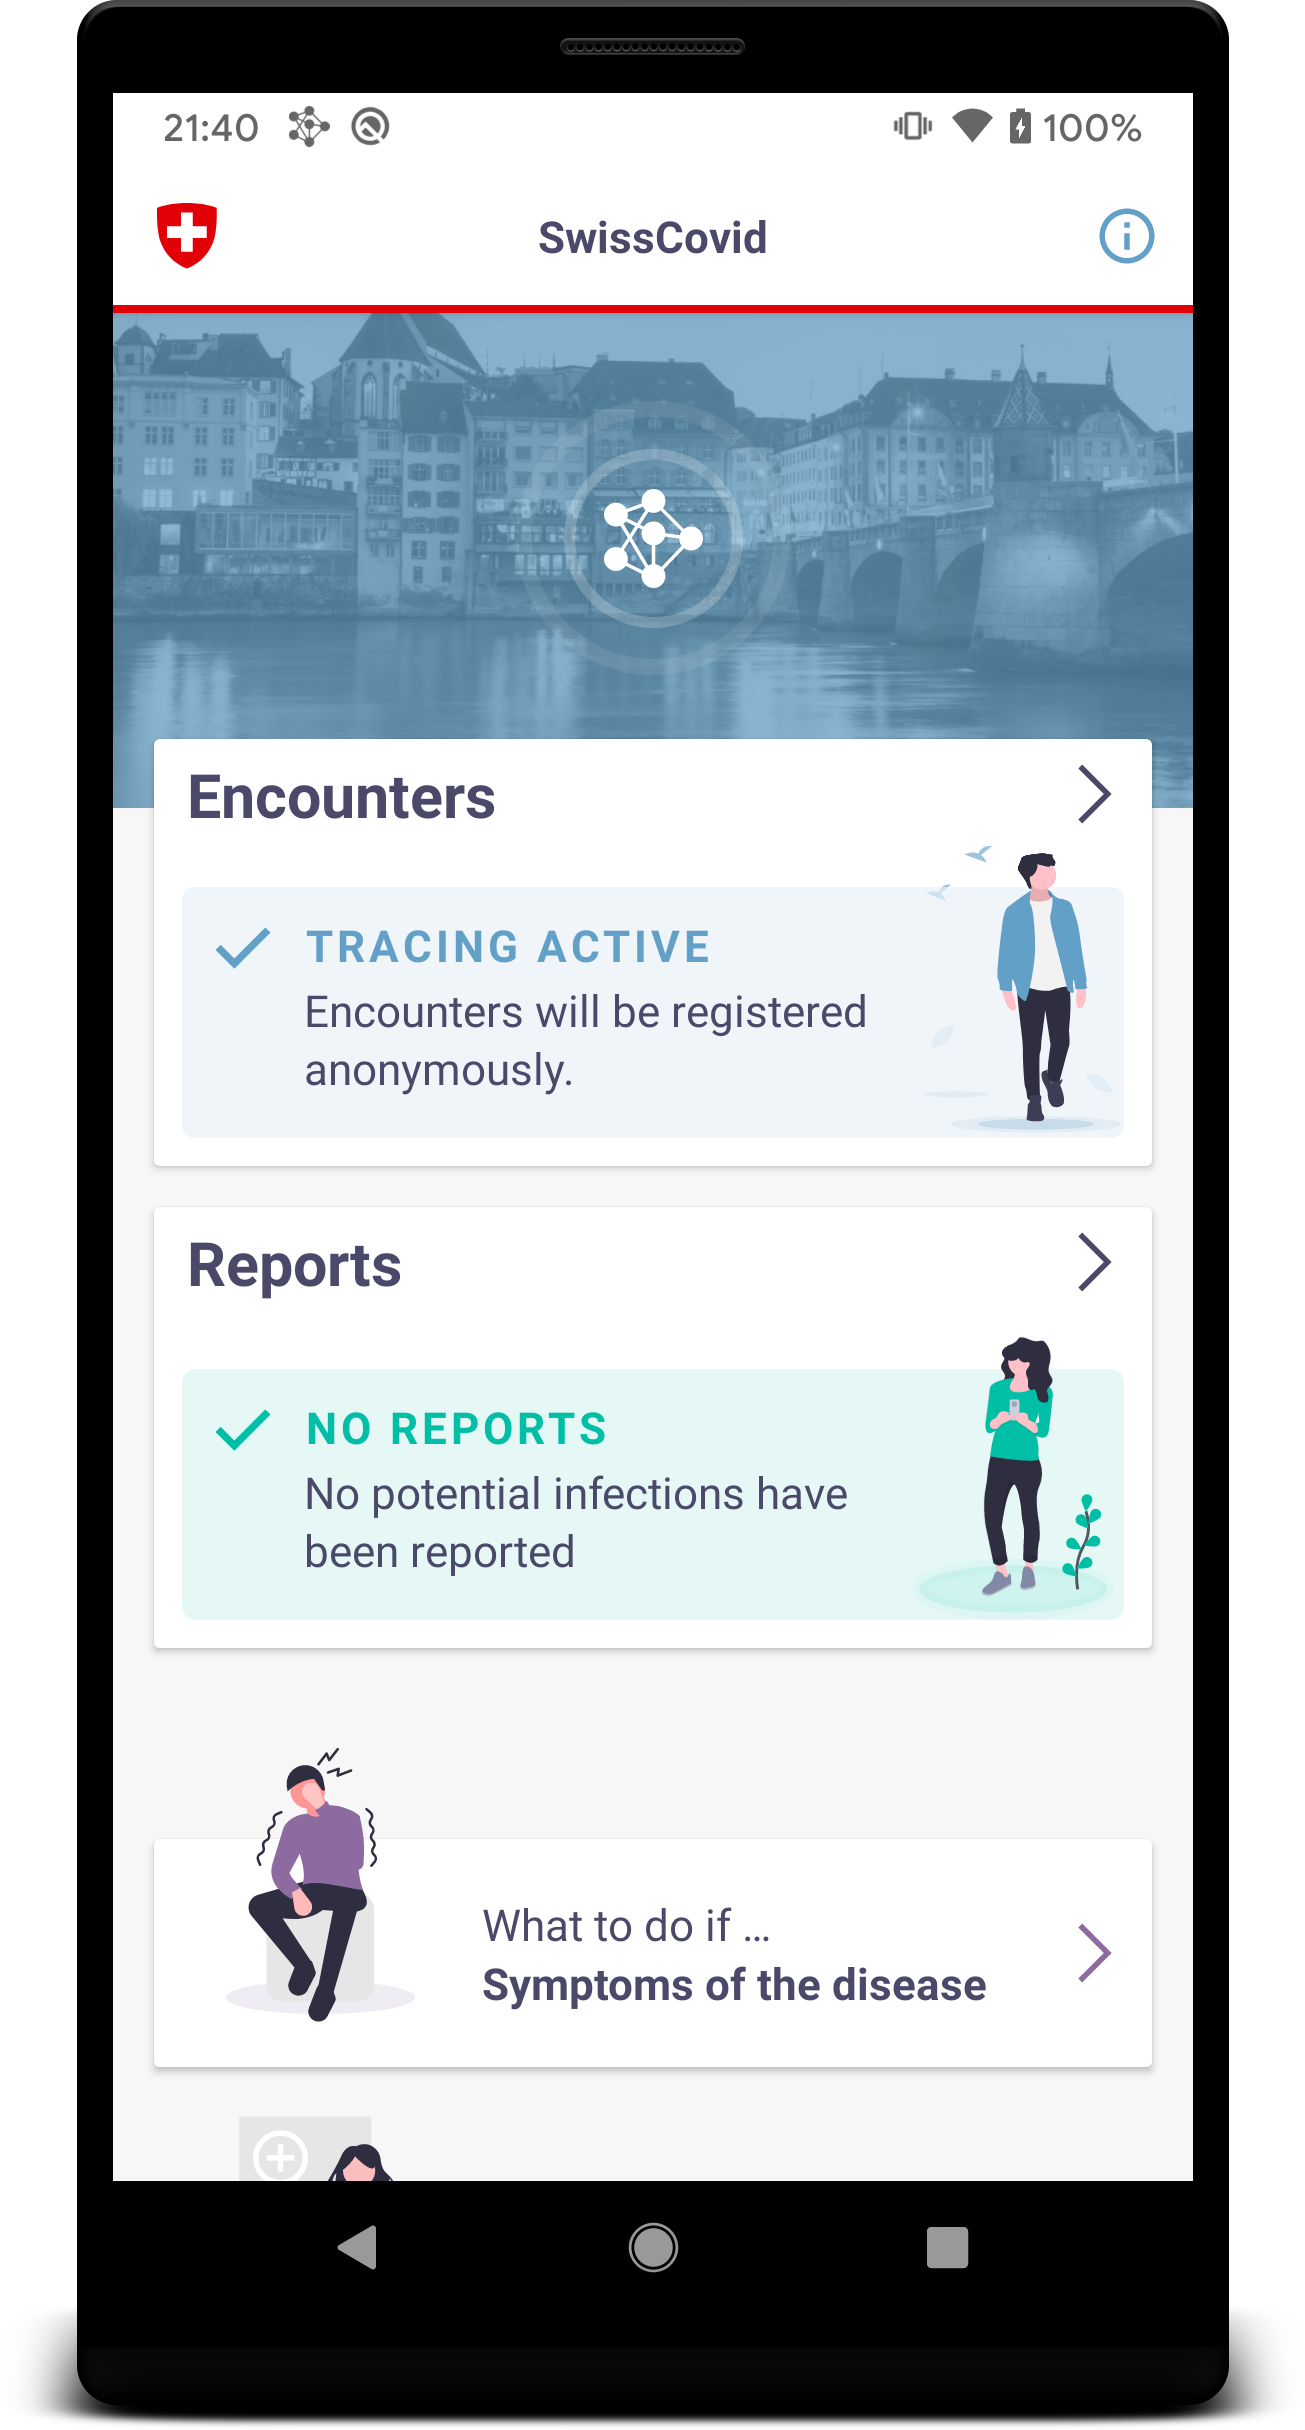 21:40
100%
SwissCovid
Encounters
TRACING ACTIVE
Encounters will be registered
anonymously.
Reports
NO REPORTS
No potential infections have
been reported
What to do if ...
Symptoms of the disease